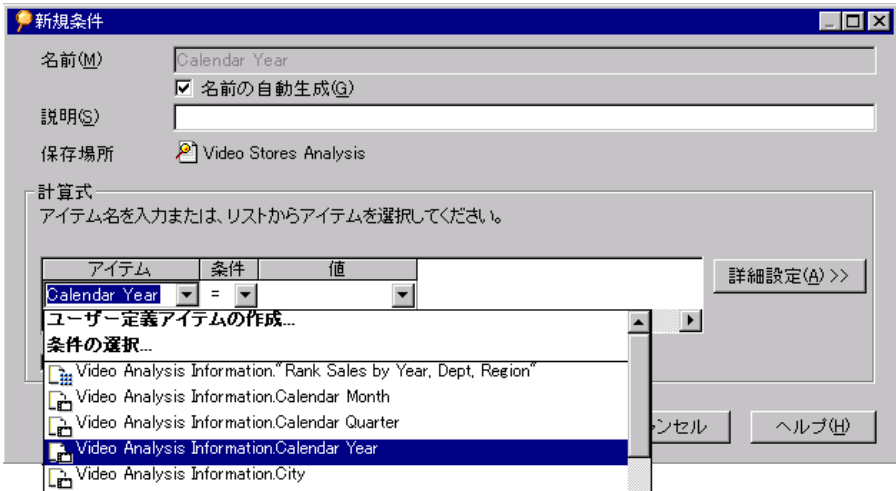 新規条件
名前(M) Calendar Year
名前の自動生成(G)
説明(S)
保存場所 Video Stores Analysis
計算式
アイテム名を入力または、リストからアイテムを選択してください。
アイテム 条件 値
詳細設定(A) >>
Calendar Year =
ユーザー定義アイテムの作成...
条件の選択...
Video Analysis Information."Rank Sales by Year, Dept, Region"
Video Analysis Information.Calendar Month
Video Analysis Information.Calendar Quarter
Video Analysis Information.Calendar Year
Video Analysis Information.City
ンセル ヘルプ(H)